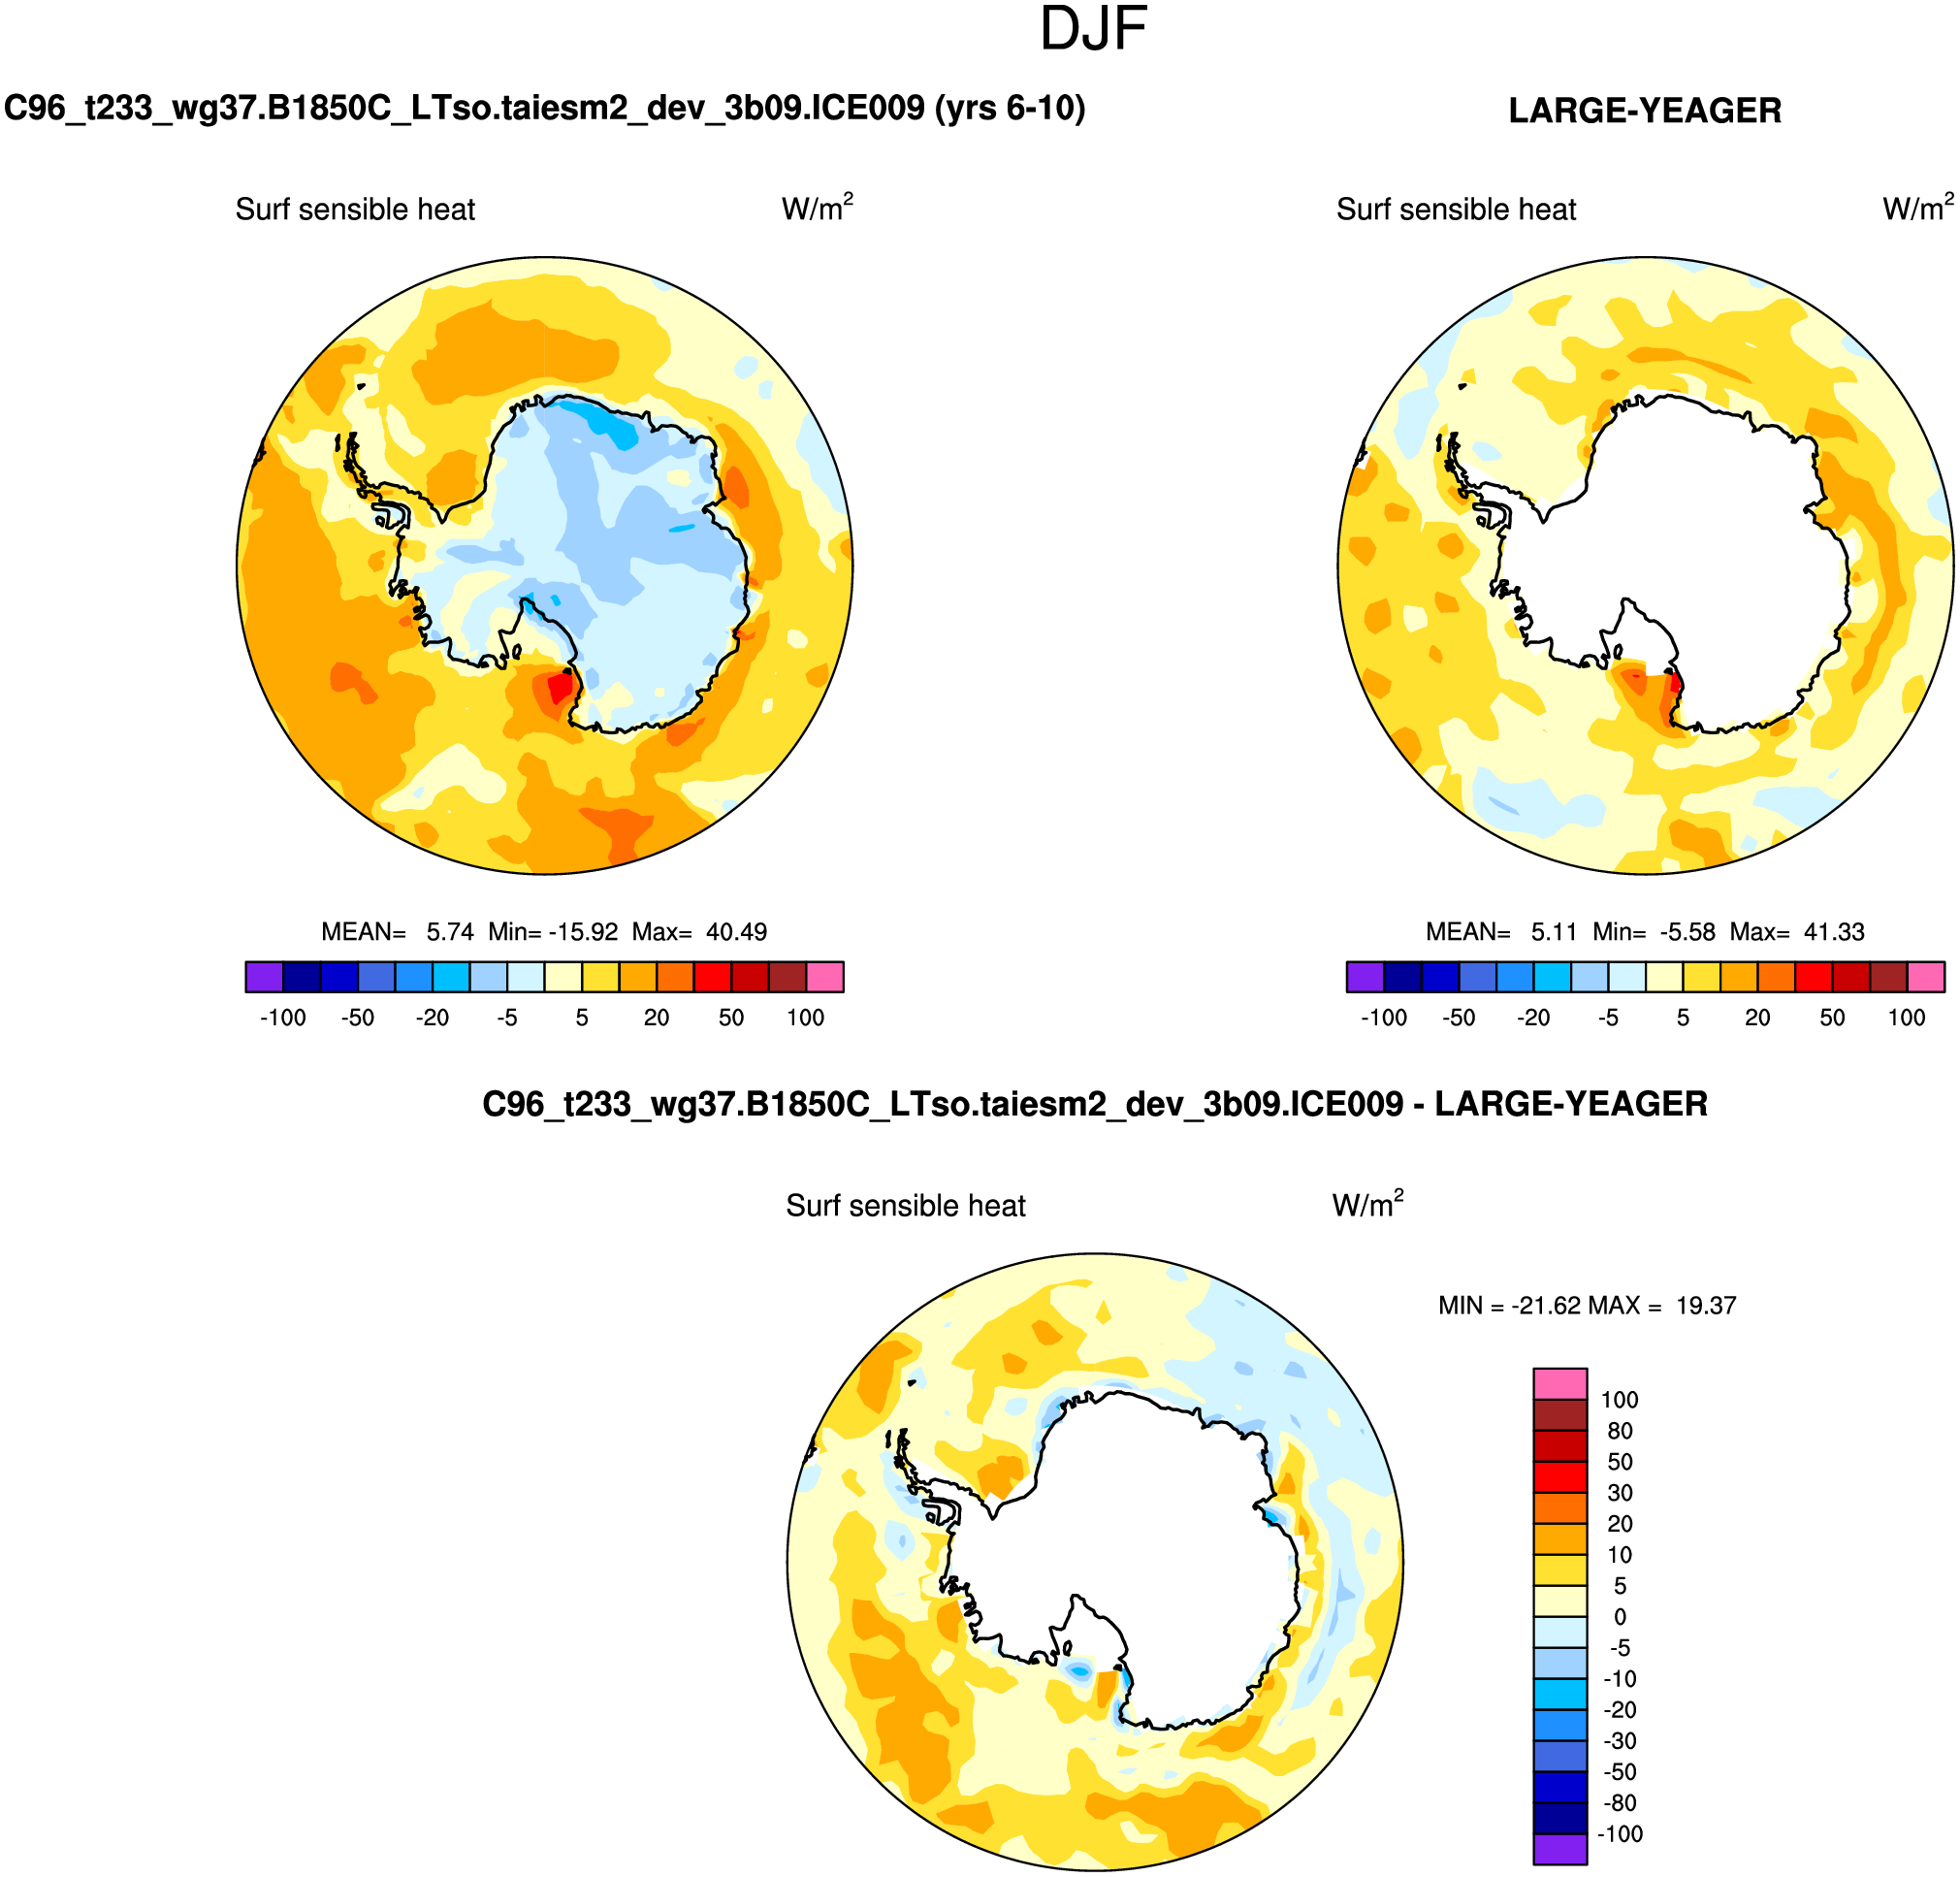 DJF
C96_t233_wg37.B1850C_LTso.taiesm2_dev_3b09.ICE009 (yrs 6-10)
LARGE-YEAGER
Surf sensible heat W/m²
Surf sensible heat W/m²
MEAN= 5.74 Min= -15.92 Max= 40.49
MEAN= 5.11 Min= -5.58 Max= 41.33
-100 -50 -20 -5 5 20 50 100
-100 -50 -20 -5 5 20 50 100
C96_t233_wg37.B1850C_LTso.taiesm2_dev_3b09.ICE009 - LARGE-YEAGER
Surf sensible heat W/m²
MIN = -21.62 MAX = 19.37
100
80
50
30
20
10
5
0
-5
-10
-20
-30
-50
-80
-100